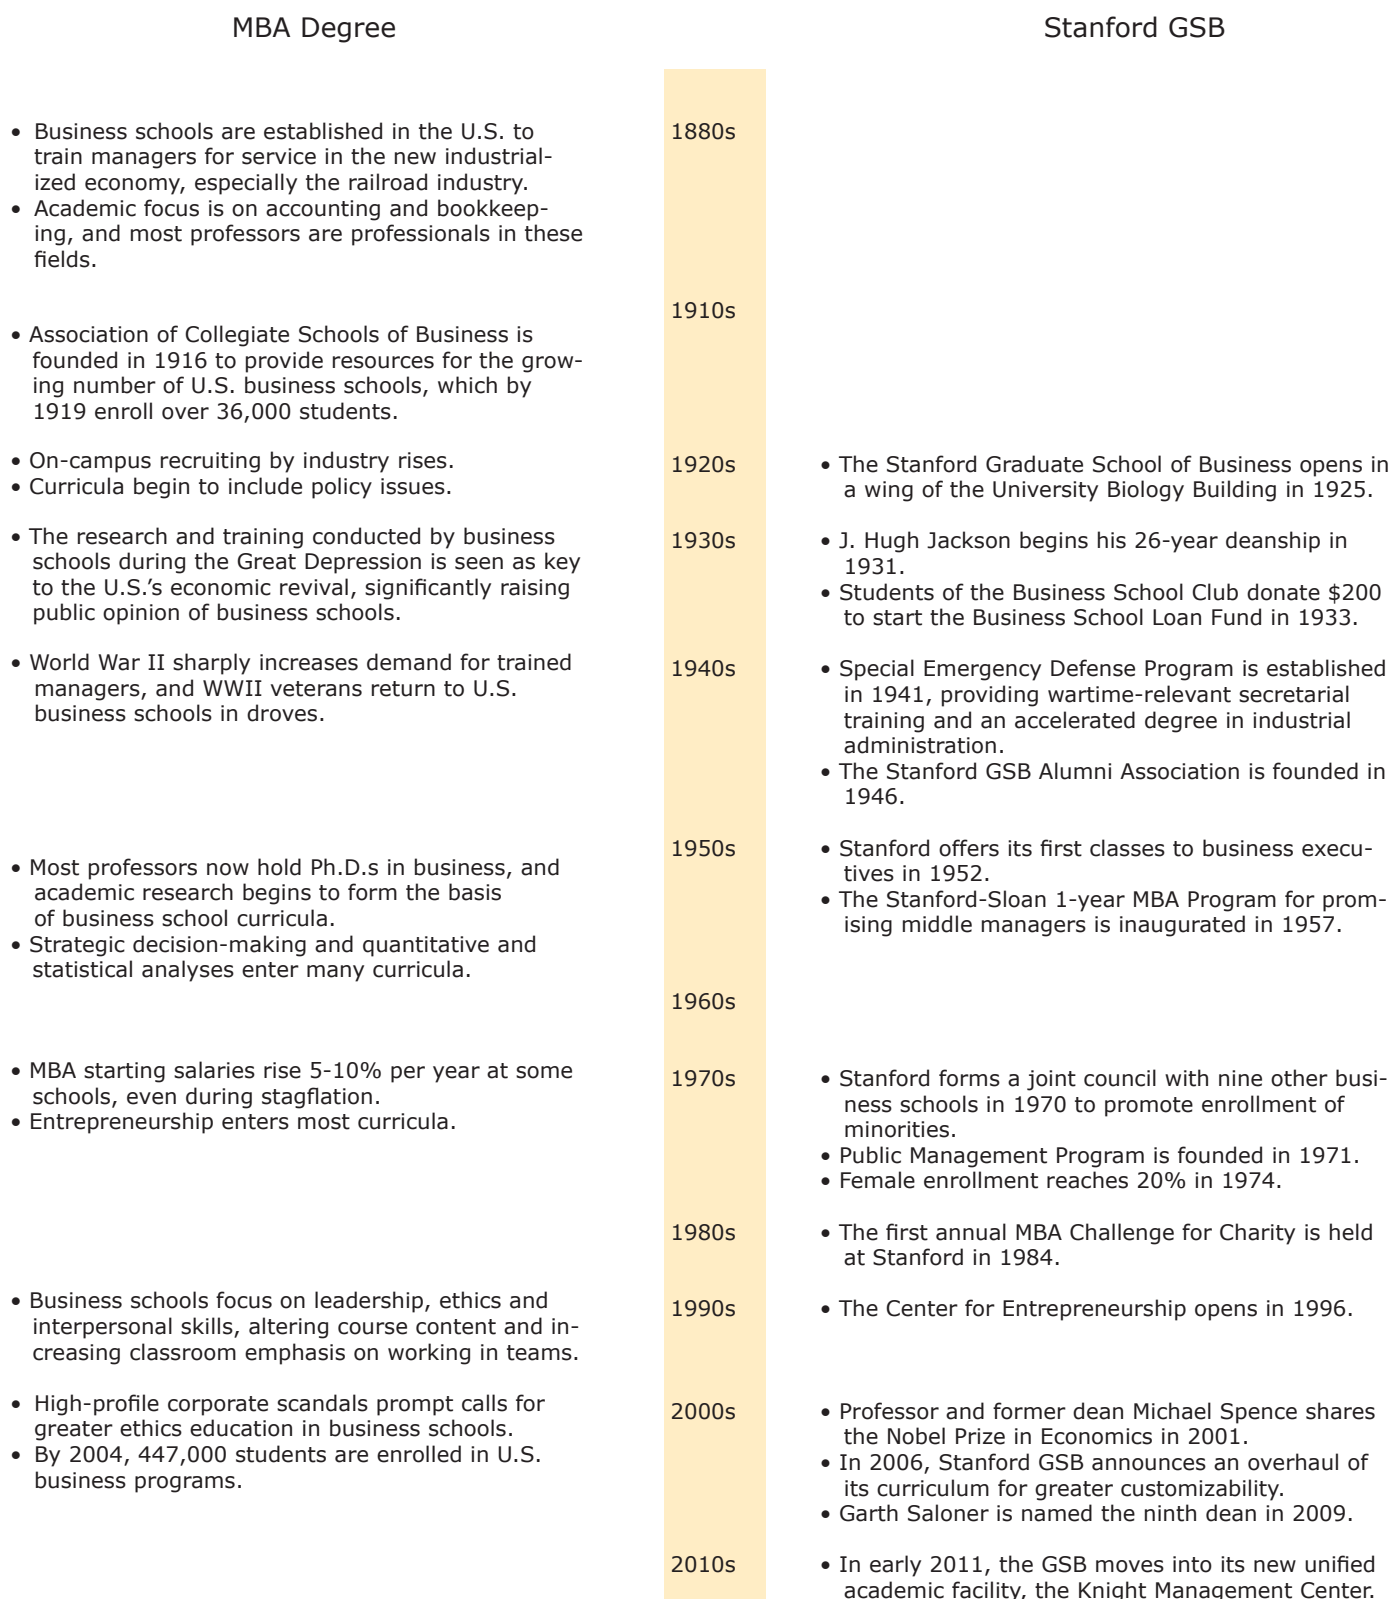 MBA Degree
Stanford GSB
1880s
• Business schools are established in the U.S. to
train managers for service in the new industrial-
ized economy, especially the railroad industry.
• Academic focus is on accounting and bookkeep-
ing, and most professors are professionals in these
fields.
1910s
• Association of Collegiate Schools of Business is
founded in 1916 to provide resources for the grow-
ing number of U.S. business schools, which by
1919 enroll over 36,000 students.
• On-campus recruiting by industry rises.
• Curricula begin to include policy issues.
1920s
• The Stanford Graduate School of Business opens in
a wing of the University Biology Building in 1925.
• The research and training conducted by business
schools during the Great Depression is seen as key
to the U.S.’s economic revival, significantly raising
public opinion of business schools.
1930s
• J. Hugh Jackson begins his 26-year deanship in
1931.
• Students of the Business School Club donate $200
to start the Business School Loan Fund in 1933.
• World War II sharply increases demand for trained
managers, and WWII veterans return to U.S.
business schools in droves.
1940s
• Special Emergency Defense Program is established
in 1941, providing wartime-relevant secretarial
training and an accelerated degree in industrial
administration.
• The Stanford GSB Alumni Association is founded in
1946.
• Most professors now hold Ph.D.s in business, and
academic research begins to form the basis
of business school curricula.
• Strategic decision-making and quantitative and
statistical analyses enter many curricula.
1950s
• Stanford offers its first classes to business execu-
tives in 1952.
• The Stanford-Sloan 1-year MBA Program for prom-
ising middle managers is inaugurated in 1957.
1960s
• MBA starting salaries rise 5-10% per year at some
schools, even during stagflation.
• Entrepreneurship enters most curricula.
1970s
• Stanford forms a joint council with nine other busi-
ness schools in 1970 to promote enrollment of
minorities.
• Public Management Program is founded in 1971.
• Female enrollment reaches 20% in 1974.
1980s
• The first annual MBA Challenge for Charity is held
at Stanford in 1984.
• Business schools focus on leadership, ethics and
interpersonal skills, altering course content and in-
creasing classroom emphasis on working in teams.
1990s
• The Center for Entrepreneurship opens in 1996.
• High-profile corporate scandals prompt calls for
greater ethics education in business schools.
• By 2004, 447,000 students are enrolled in U.S.
business programs.
2000s
• Professor and former dean Michael Spence shares
the Nobel Prize in Economics in 2001.
• In 2006, Stanford GSB announces an overhaul of
its curriculum for greater customizability.
• Garth Saloner is named the ninth dean in 2009.
2010s
• In early 2011, the GSB moves into its new unified
academic facility, the Knight Management Center.